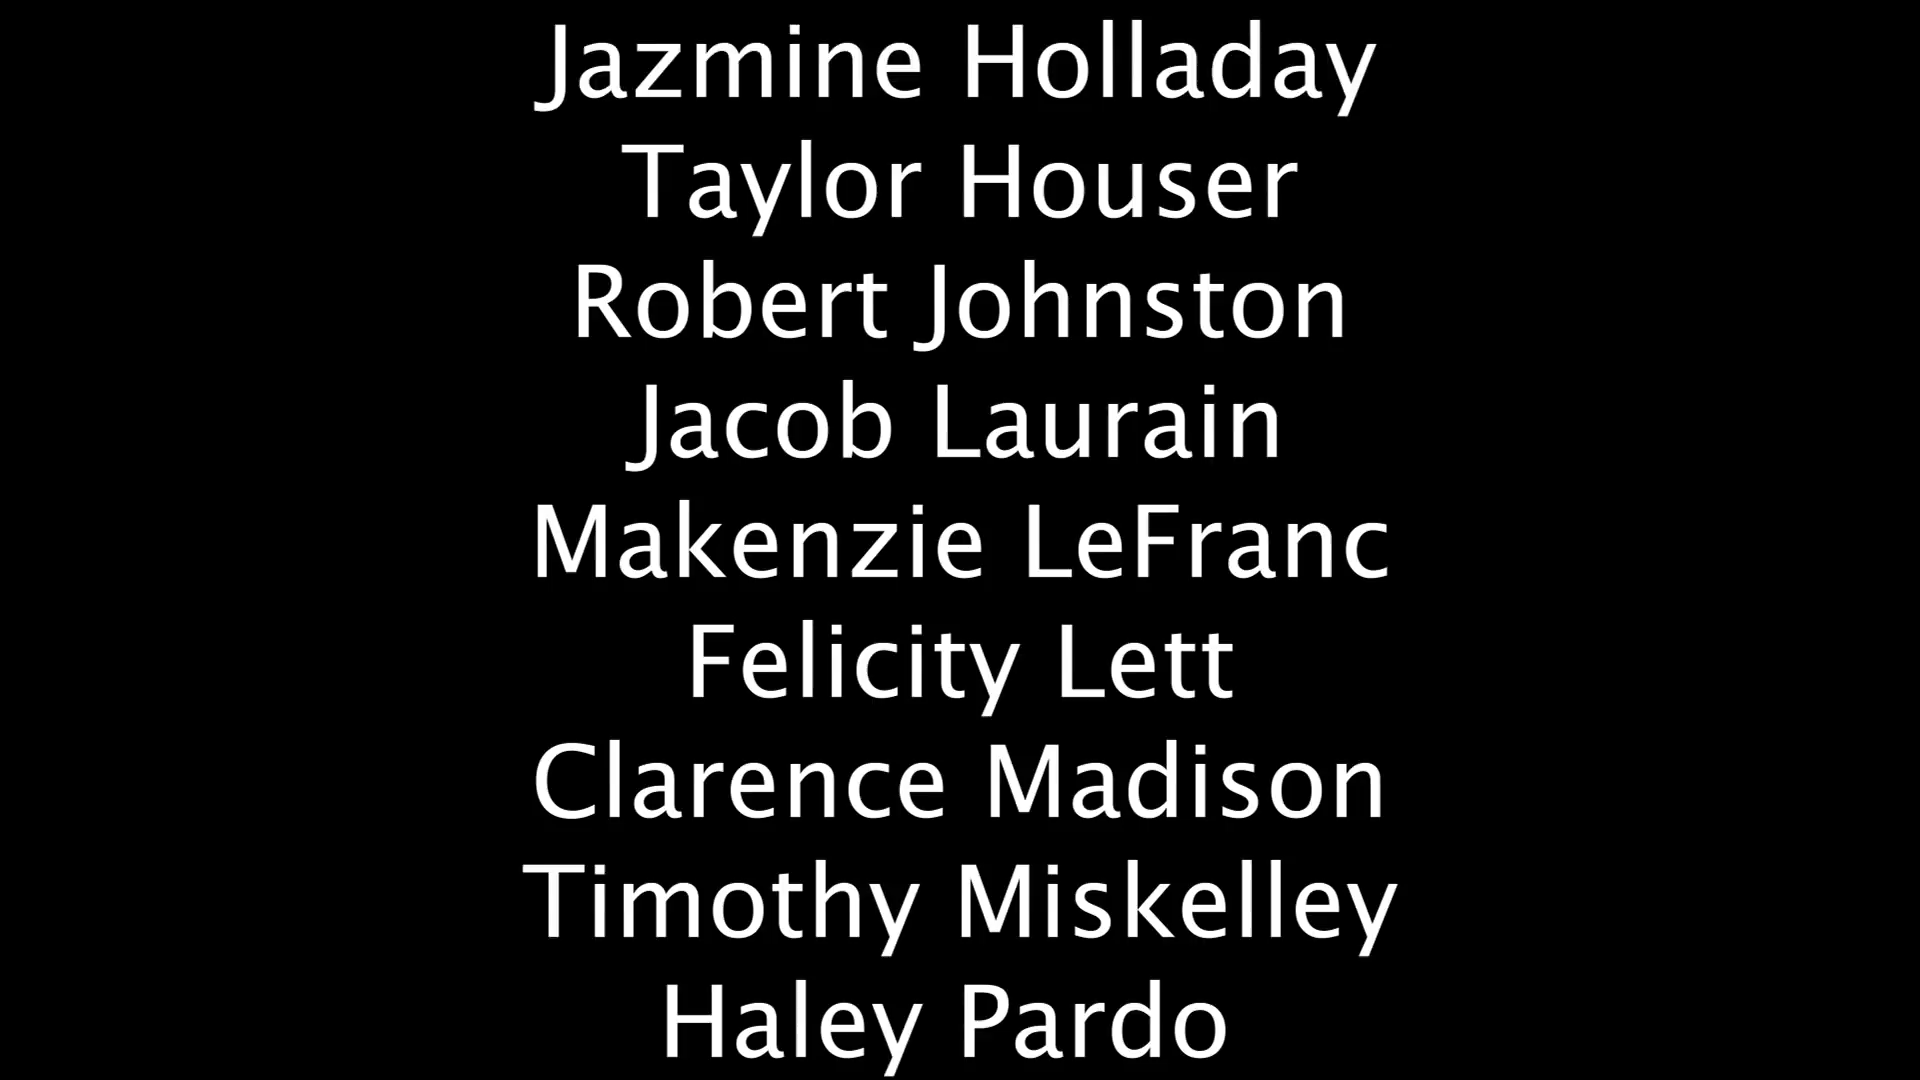 Jazmine Holladay
Taylor Houser
Robert Johnston
Jacob Laurain
Makenzie LeFranc
Felicity Lett
Clarence Madison
Timothy Miskelley
Haley Pardo